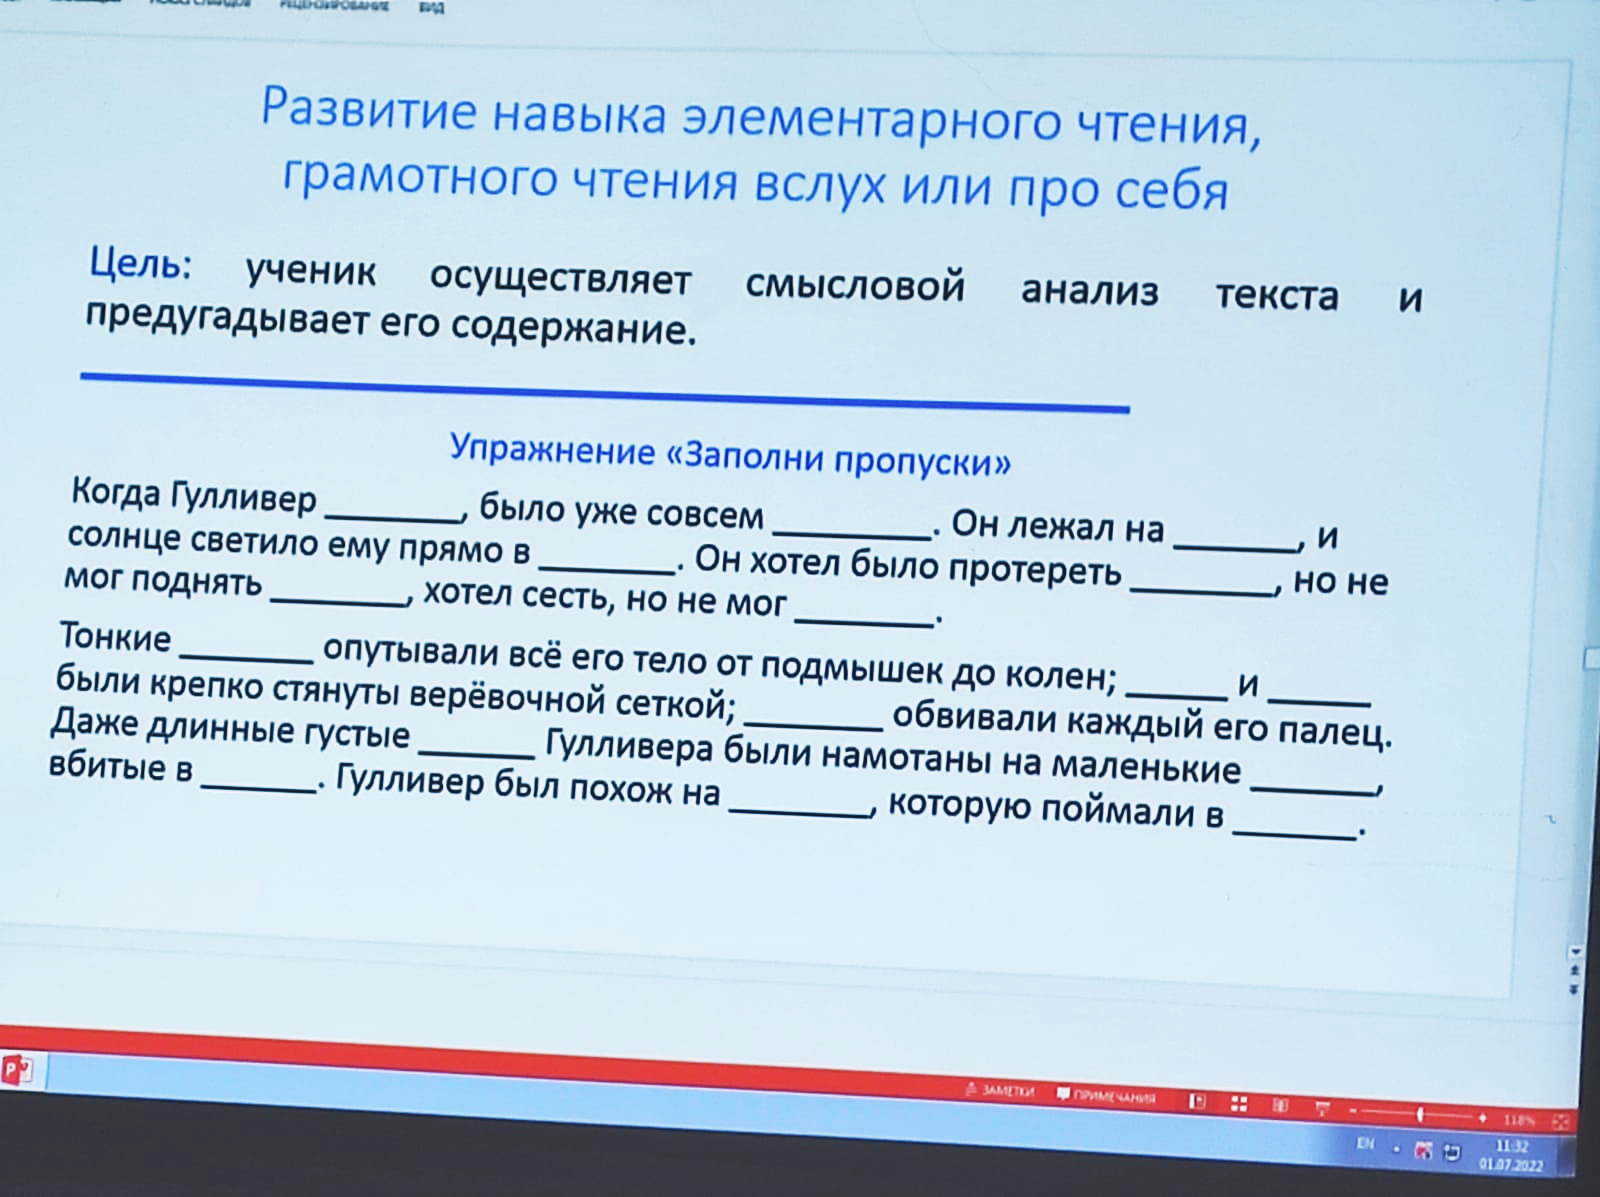 РЕЦЕНЗИРОВАНИЕ ВИД
Развитие навыка элементарного чтения,
грамотного чтения вслух или про себя
Цель: ученик осуществляет смысловой анализ текста и
предугадывает его содержание.
Упражнение «Заполни пропуски»
Когда Гулливер _______, было уже совсем ________. Он лежал на ______, и
солнце светило ему прямо в _______. Он хотел было протереть _______, но не
мог поднять _______, хотел сесть, но не мог _______.
Тонкие _______ опутывали всё его тело от подмышек до колен; _____ и _____
были крепко стянуты верёвочной сеткой; _______ обвивали каждый его палец.
Даже длинные густые ______ Гулливера были намотаны на маленькие ______,
вбитые в ______. Гулливер был похож на _______, которую поймали в ______.
ЗАМЕТКИ ПРИМЕЧАНИЯ 118%
P
EN 11:32
01.07.2022